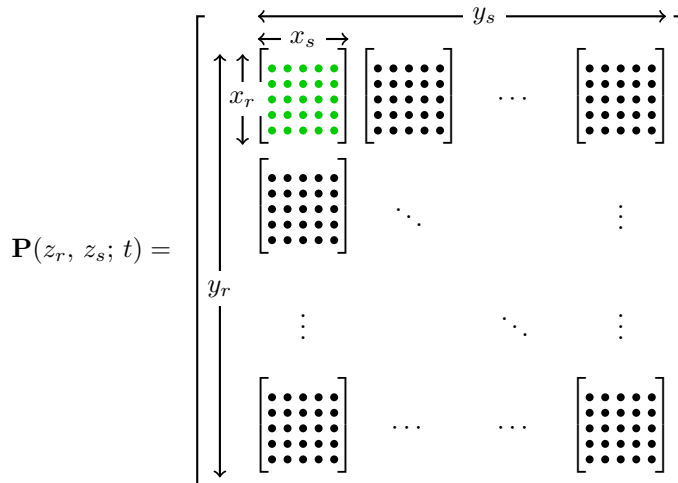 y_s
x_s
x_r
⋯
⋱ ⋮
𝐏(z_r, z_s; t) =
y_r
⋮ ⋱ ⋮
⋯ ⋯